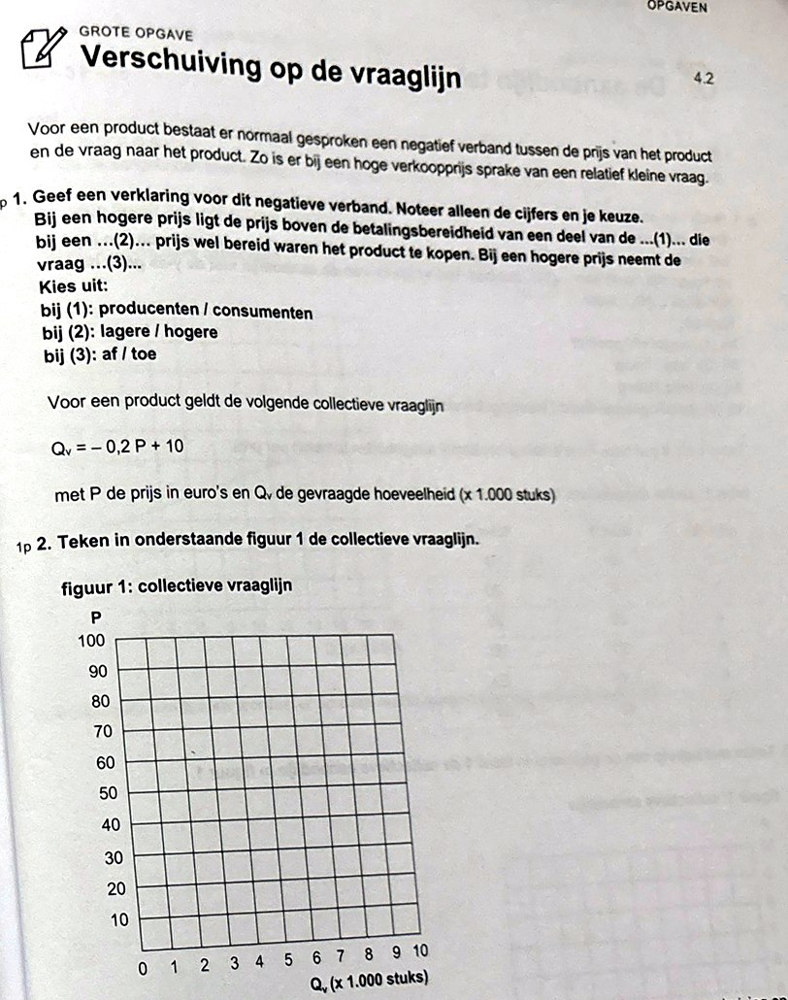 OPGAVEN
GROTE OPGAVE
Verschuiving op de vraaglijn
4.2
Voor een product bestaat er normaal gesproken een negatief verband tussen de prijs van het product
en de vraag naar het product. Zo is er bij een hoge verkoopprijs sprake van een relatief kleine vraag.
p 1. Geef een verklaring voor dit negatieve verband. Noteer alleen de cijfers en je keuze.
Bij een hogere prijs ligt de prijs boven de betalingsbereidheid van een deel van de ...(1)... die
bij een ...(2)... prijs wel bereid waren het product te kopen. Bij een hogere prijs neemt de
vraag ...(3)...
Kies uit:
bij (1): producenten / consumenten
bij (2): lagere / hogere
bij (3): af / toe
Voor een product geldt de volgende collectieve vraaglijn
Qv = – 0,2 P + 10
met P de prijs in euro's en Qv de gevraagde hoeveelheid (x 1.000 stuks)
1p 2. Teken in onderstaande figuur 1 de collectieve vraaglijn.
figuur 1: collectieve vraaglijn
P
100
90
80
70
60
50
40
30
20
10
0 1 2 3 4 5 6 7 8 9 10
Qv (x 1.000 stuks)